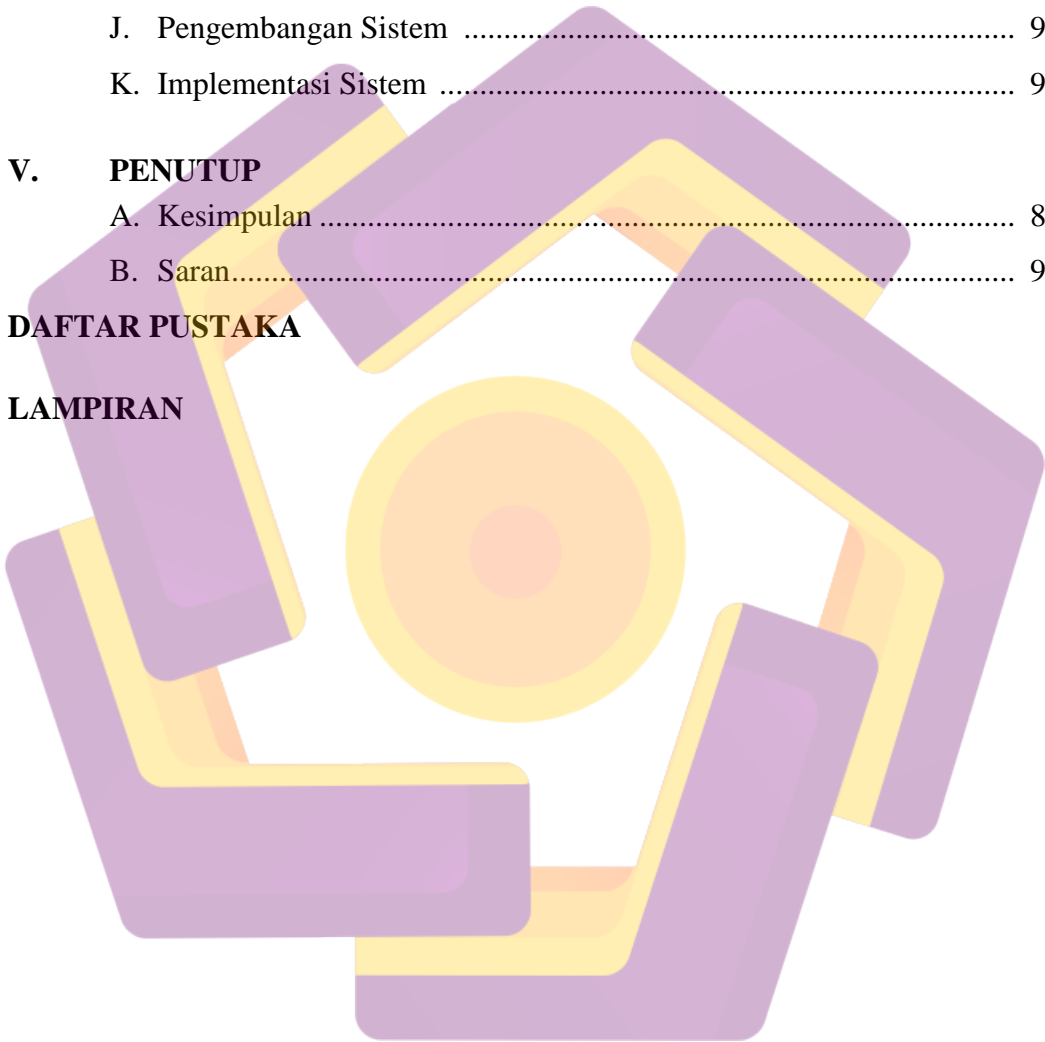 J. Pengembangan Sistem ........................................................................ 9
K. Implementasi Sistem ........................................................................... 9
V. PENUTUP
A. Kesimpulan ........................................................................................... 8
B. Saran...................................................................................................... 9
DAFTAR PUSTAKA
LAMPIRAN